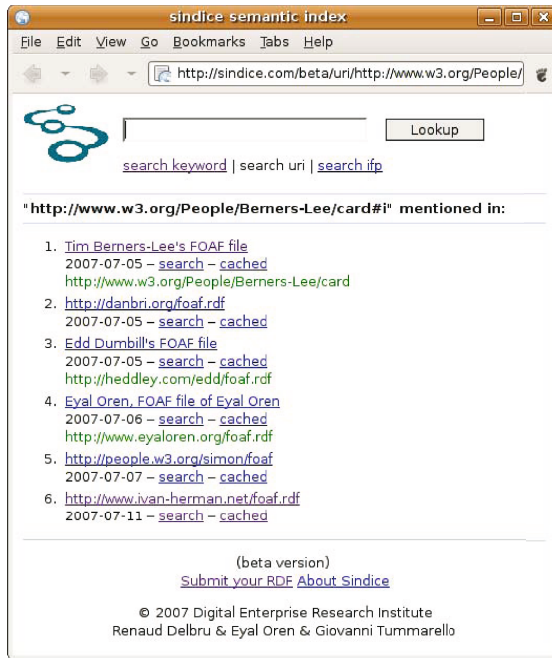 sindice semantic index
File Edit View Go Bookmarks Tabs Help
http://sindice.com/beta/uri/http://www.w3.org/People/
Lookup
search keyword | search uri | search ifp
"http://www.w3.org/People/Berners-Lee/card#i" mentioned in:
1. Tim Berners-Lee's FOAF file
2007-07-05 – search – cached
http://www.w3.org/People/Berners-Lee/card
2. http://danbri.org/foaf.rdf
2007-07-05 – search – cached
3. Edd Dumbill's FOAF file
2007-07-05 – search – cached
http://heddley.com/edd/foaf.rdf
4. Eyal Oren, FOAF file of Eyal Oren
2007-07-06 – search – cached
http://www.eyaloren.org/foaf.rdf
5. http://people.w3.org/simon/foaf
2007-07-07 – search – cached
6. http://www.ivan-herman.net/foaf.rdf
2007-07-11 – search – cached
(beta version)
Submit your RDF About Sindice
© 2007 Digital Enterprise Research Institute
Renaud Delbru & Eyal Oren & Giovanni Tummarello